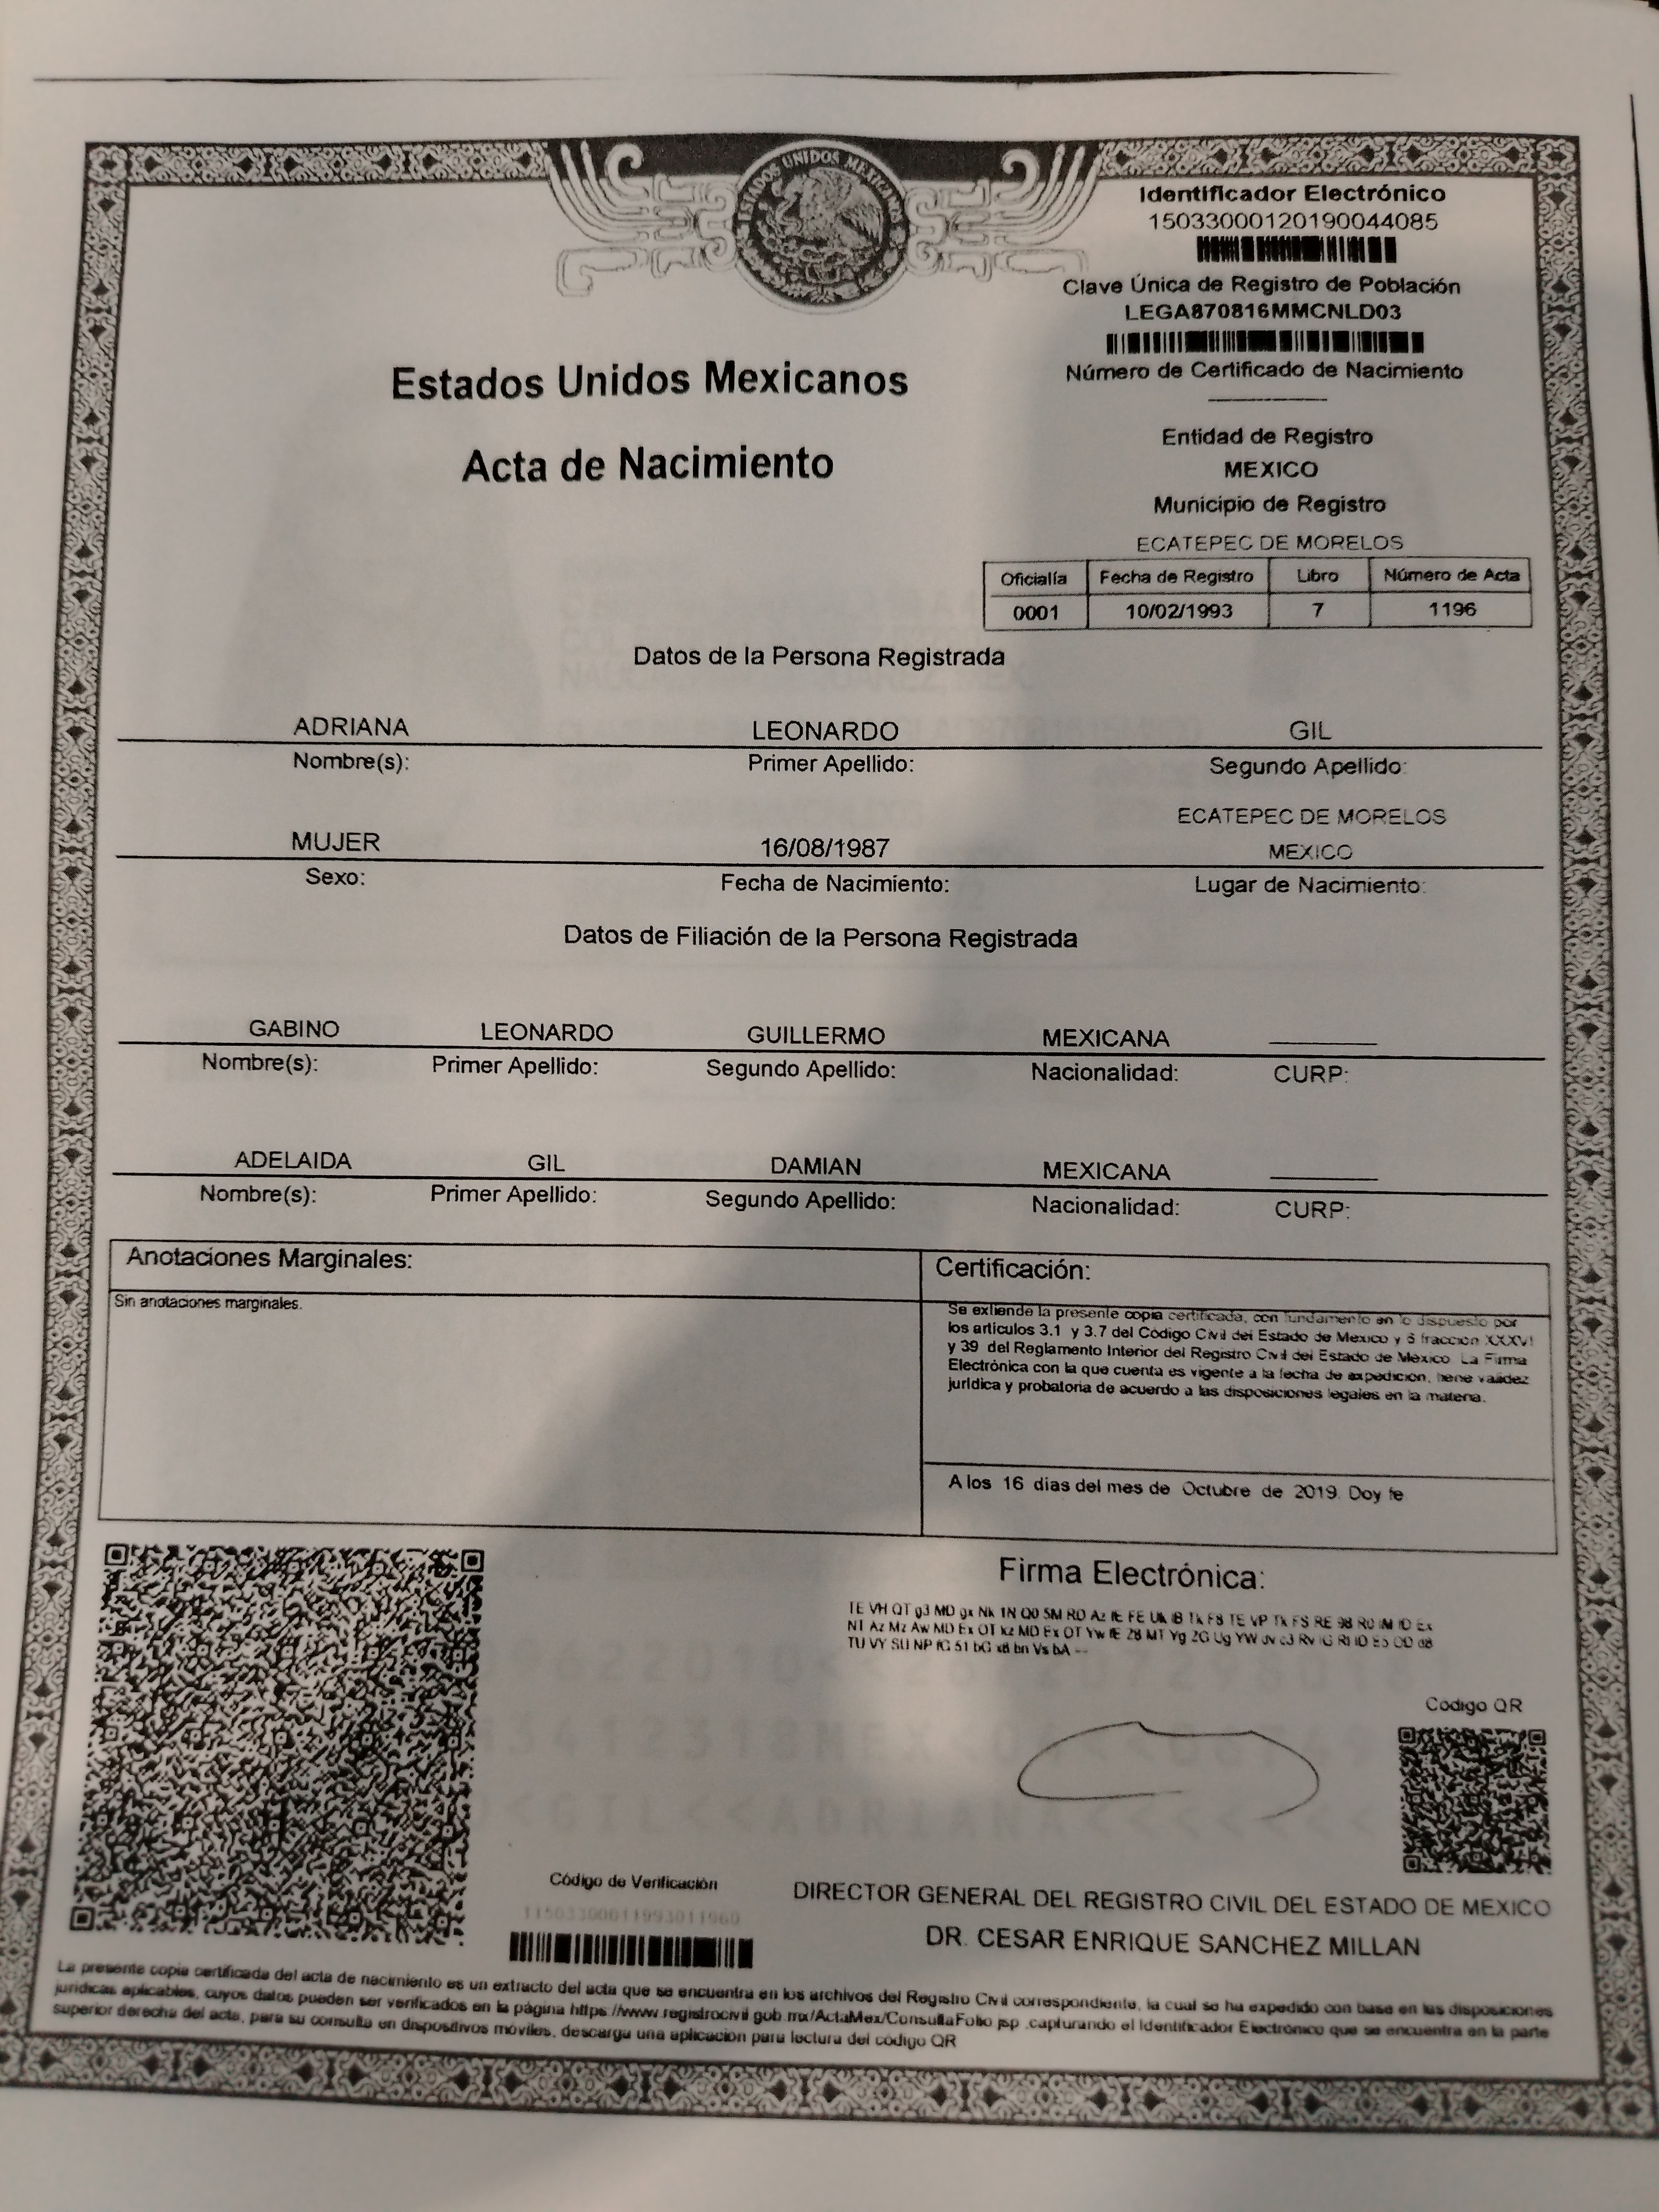 ESTADOS UNIDOS MEXICANOS
Identificador Electrónico
15033000120190044085
Clave Única de Registro de Población
LEGA870816MMCNLD03
Número de Certificado de Nacimiento
Estados Unidos Mexicanos
Acta de Nacimiento
Entidad de Registro
MEXICO
Municipio de Registro
ECATEPEC DE MORELOS
Oficialía Fecha de Registro Libro Número de Acta
0001 10/02/1993 7 1196
Datos de la Persona Registrada
ADRIANA LEONARDO GIL
Nombre(s): Primer Apellido: Segundo Apellido:
ECATEPEC DE MORELOS
MUJER 16/08/1987 MEXICO
Sexo: Fecha de Nacimiento: Lugar de Nacimiento:
Datos de Filiación de la Persona Registrada
GABINO LEONARDO GUILLERMO MEXICANA
Nombre(s): Primer Apellido: Segundo Apellido: Nacionalidad: CURP:
ADELAIDA GIL DAMIAN MEXICANA
Nombre(s): Primer Apellido: Segundo Apellido: Nacionalidad: CURP:
Anotaciones Marginales:
Sin anotaciones marginales.
Certificación:
Se extiende la presente copia certificada, con fundamento en lo dispuesto por
los artículos 3.1 y 3.7 del Código Civil del Estado de Mexico y 6 fraccion XXXVI
y 39 del Reglamento Interior del Registro Civil del Estado de Mexico. La Firma
Electrónica con la que cuenta es vigente a la fecha de expedición, tiene validez
jurídica y probatoria de acuerdo a las disposiciones legales en la materia.
A los 16 dias del mes de Octubre de 2019. Doy fe
Firma Electrónica:
Codigo QR
Código de Verificación
11503300011993011960
DIRECTOR GENERAL DEL REGISTRO CIVIL DEL ESTADO DE MEXICO
DR. CESAR ENRIQUE SANCHEZ MILLAN
La presente copia certificada del acta de nacimiento es un extracto del acta que se encuentra en los archivos del Registro Civil correspondiente, la cual se ha expedido con base en las disposiciones
jurídicas aplicables, cuyos datos pueden ser verificados en la página https://www.registrocivil.gob.mx/ActaMex/ConsultaFolio.jsp ,capturando el Identificador Electrónico que se encuentra en la parte
superior derecha del acta, para su consulta en dispositivos móviles, descarga una aplicación para lectura del código QR